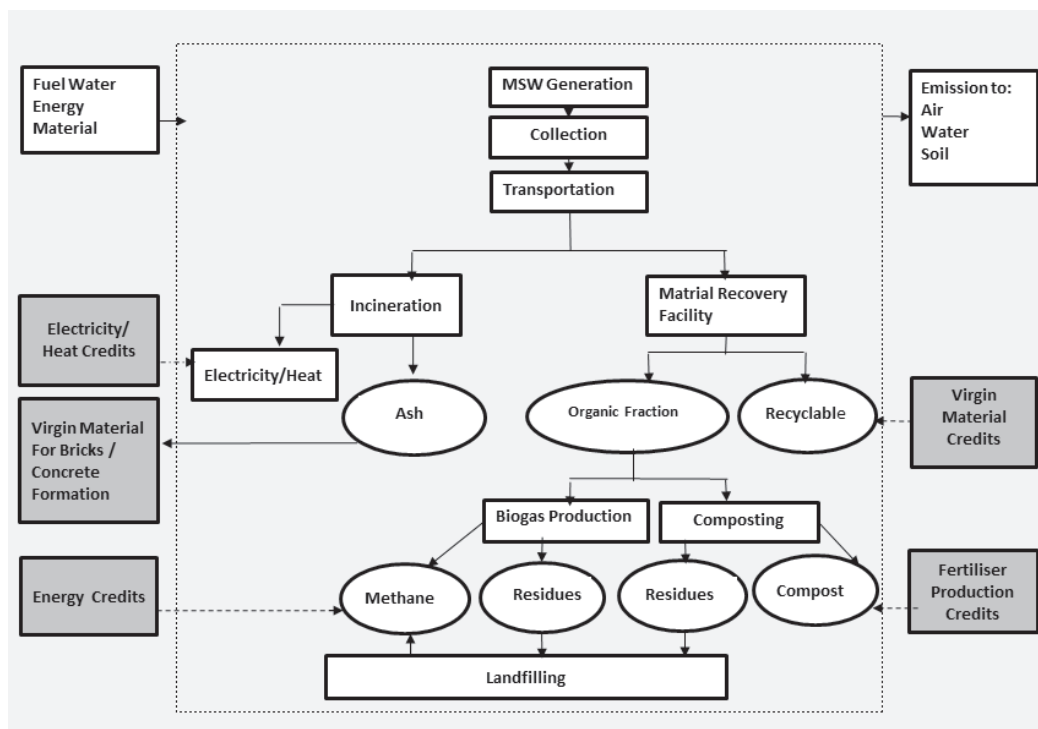 Fuel Water
Energy
Material
MSW Generation
Collection
Transportation
Emission to:
Air
Water
Soil
Incineration
Matrial Recovery
Facility
Electricity/
Heat Credits
Electricity/Heat
Ash
Organic Fraction
Recyclable
Virgin
Material
Credits
Virgin Material
For Bricks /
Concrete
Formation
Biogas Production
Composting
Energy Credits
Methane
Residues
Residues
Compost
Fertiliser
Production
Credits
Landfilling